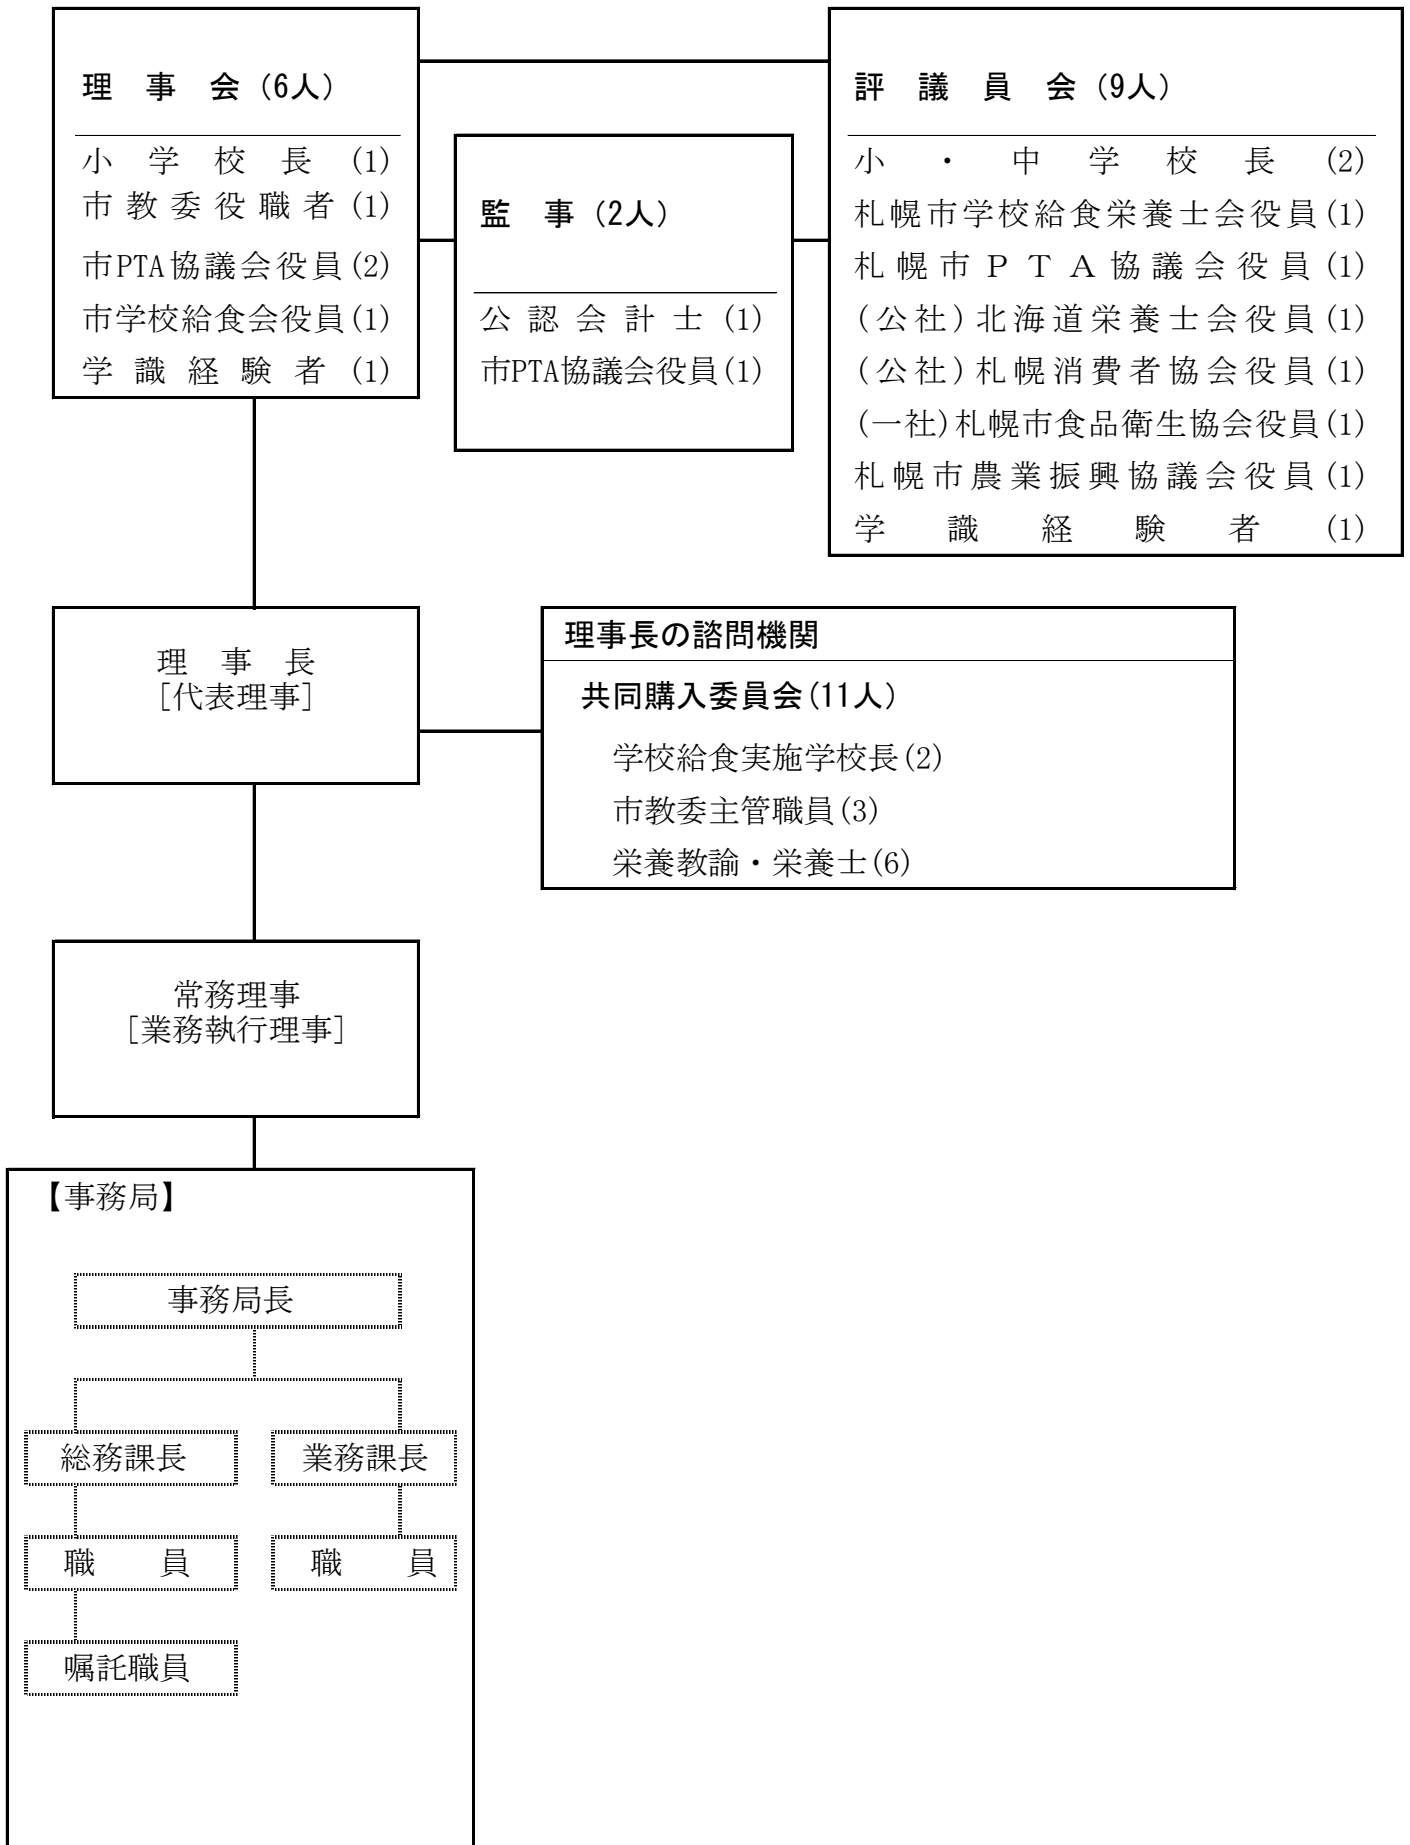 理事会(6人)
小学校長(1)
市教委役職者(1)
市PTA協議会役員(2)
市学校給食会役員(1)
学識経験者(1)
監事(2人)
公認会計士(1)
市PTA協議会役員(1)
評議員会(9人)
小・中学校長(2)
札幌市学校給食栄養士会役員(1)
札幌市PTA協議会役員(1)
(公社)北海道栄養士会役員(1)
(公社)札幌消費者協会役員(1)
(一社)札幌市食品衛生協会役員(1)
札幌市農業振興協議会役員(1)
学識経験者(1)
理事長
[代表理事]
理事長の諮問機関
共同購入委員会(11人)
学校給食実施学校長(2)
市教委主管職員(3)
栄養教諭・栄養士(6)
常務理事
[業務執行理事]
【事務局】
事務局長
総務課長
業務課長
職員
職員
嘱託職員